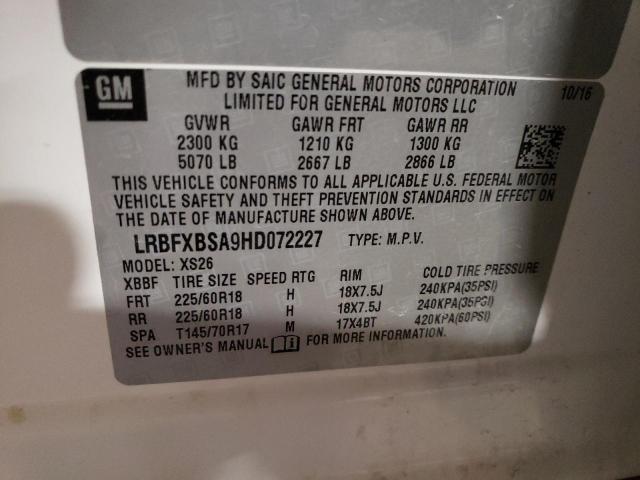 GM
MFD BY SAIC GENERAL MOTORS CORPORATION
LIMITED FOR GENERAL MOTORS LLC
10/16
GVWR GAWR FRT GAWR RR
2300 KG 1210 KG 1300 KG
5070 LB 2667 LB 2866 LB
THIS VEHICLE CONFORMS TO ALL APPLICABLE U.S. FEDERAL MOTOR
VEHICLE SAFETY AND THEFT PREVENTION STANDARDS IN EFFECT ON
THE DATE OF MANUFACTURE SHOWN ABOVE.
LRBFXBSA9HD072227 TYPE: M.P.V.
MODEL: XS26
XBBF TIRE SIZE SPEED RTG RIM COLD TIRE PRESSURE
FRT 225/60R18 H 18X7.5J 240KPA(35PSI)
RR 225/60R18 H 18X7.5J 240KPA(35PSI)
SPA T145/70R17 M 17X4BT 420KPA(60PSI)
SEE OWNER'S MANUAL FOR MORE INFORMATION.